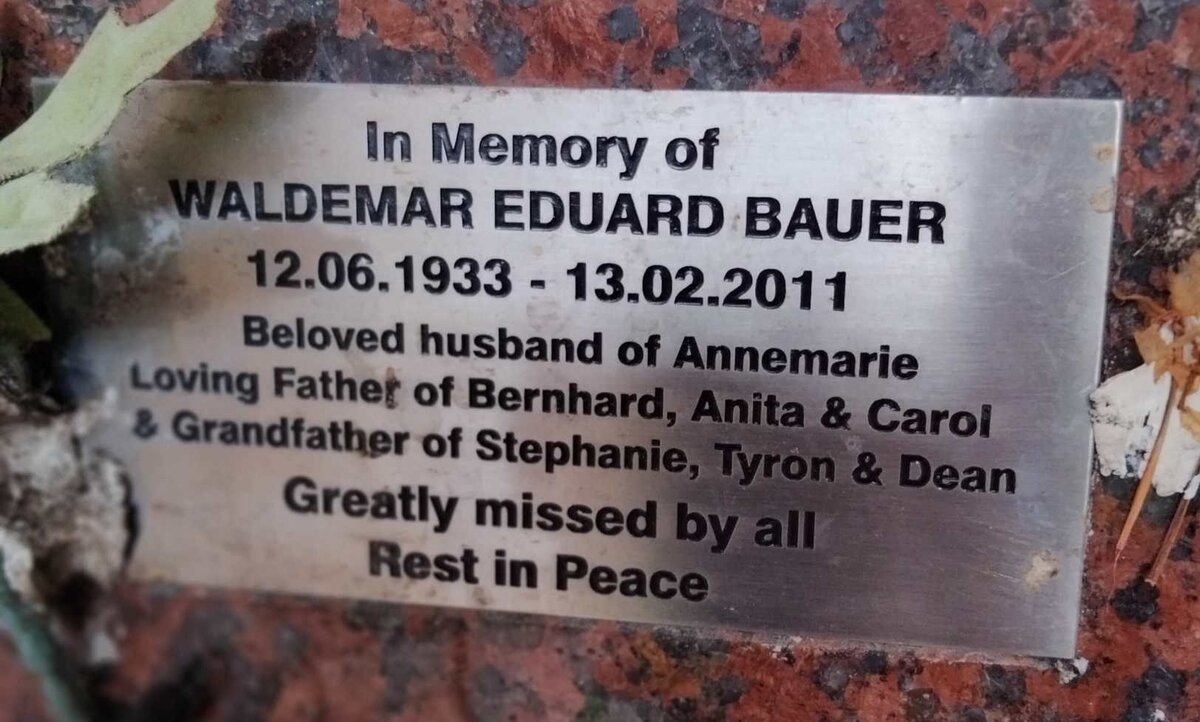 In Memory of
WALDEMAR EDUARD BAUER
12.06.1933 - 13.02.2011
Beloved husband of Annemarie
Loving Father of Bernhard, Anita & Carol
& Grandfather of Stephanie, Tyron & Dean
Greatly missed by all
Rest in Peace